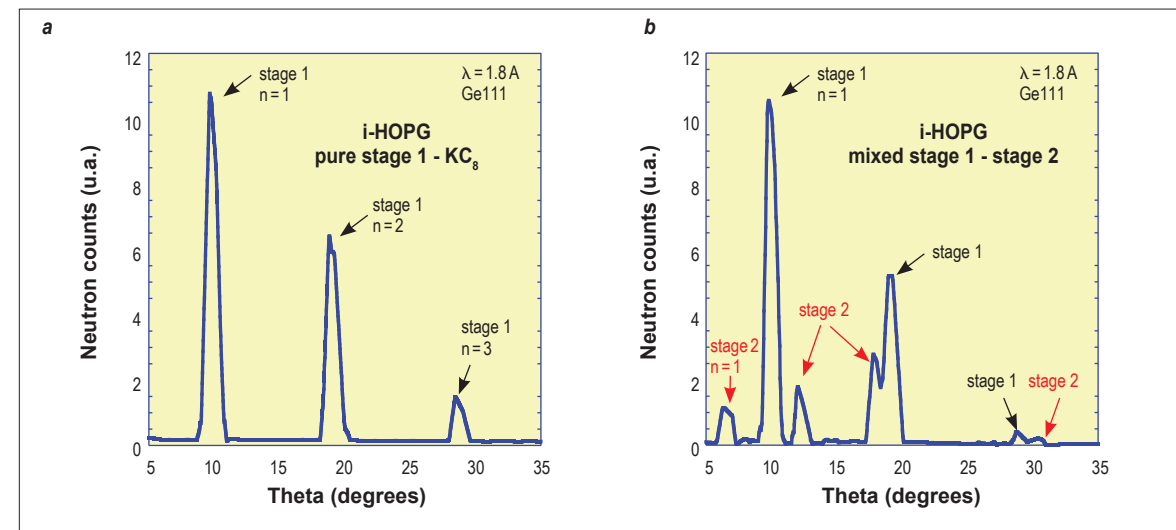 a
12
10
8
6
4
2
0
Neutron counts (u.a.)
stage 1
n = 1
λ = 1.8 A
Ge111
i-HOPG
pure stage 1 - KC₈
stage 1
n = 2
stage 1
n = 3
5 10 15 20 25 30 35
Theta (degrees)
b
12
10
8
6
4
2
0
Neutron counts (u.a.)
stage 1
n = 1
λ = 1.8 A
Ge111
i-HOPG
mixed stage 1 - stage 2
stage 1
stage 2
stage 2
n = 1
stage 1
stage 2
5 10 15 20 25 30 35
Theta (degrees)